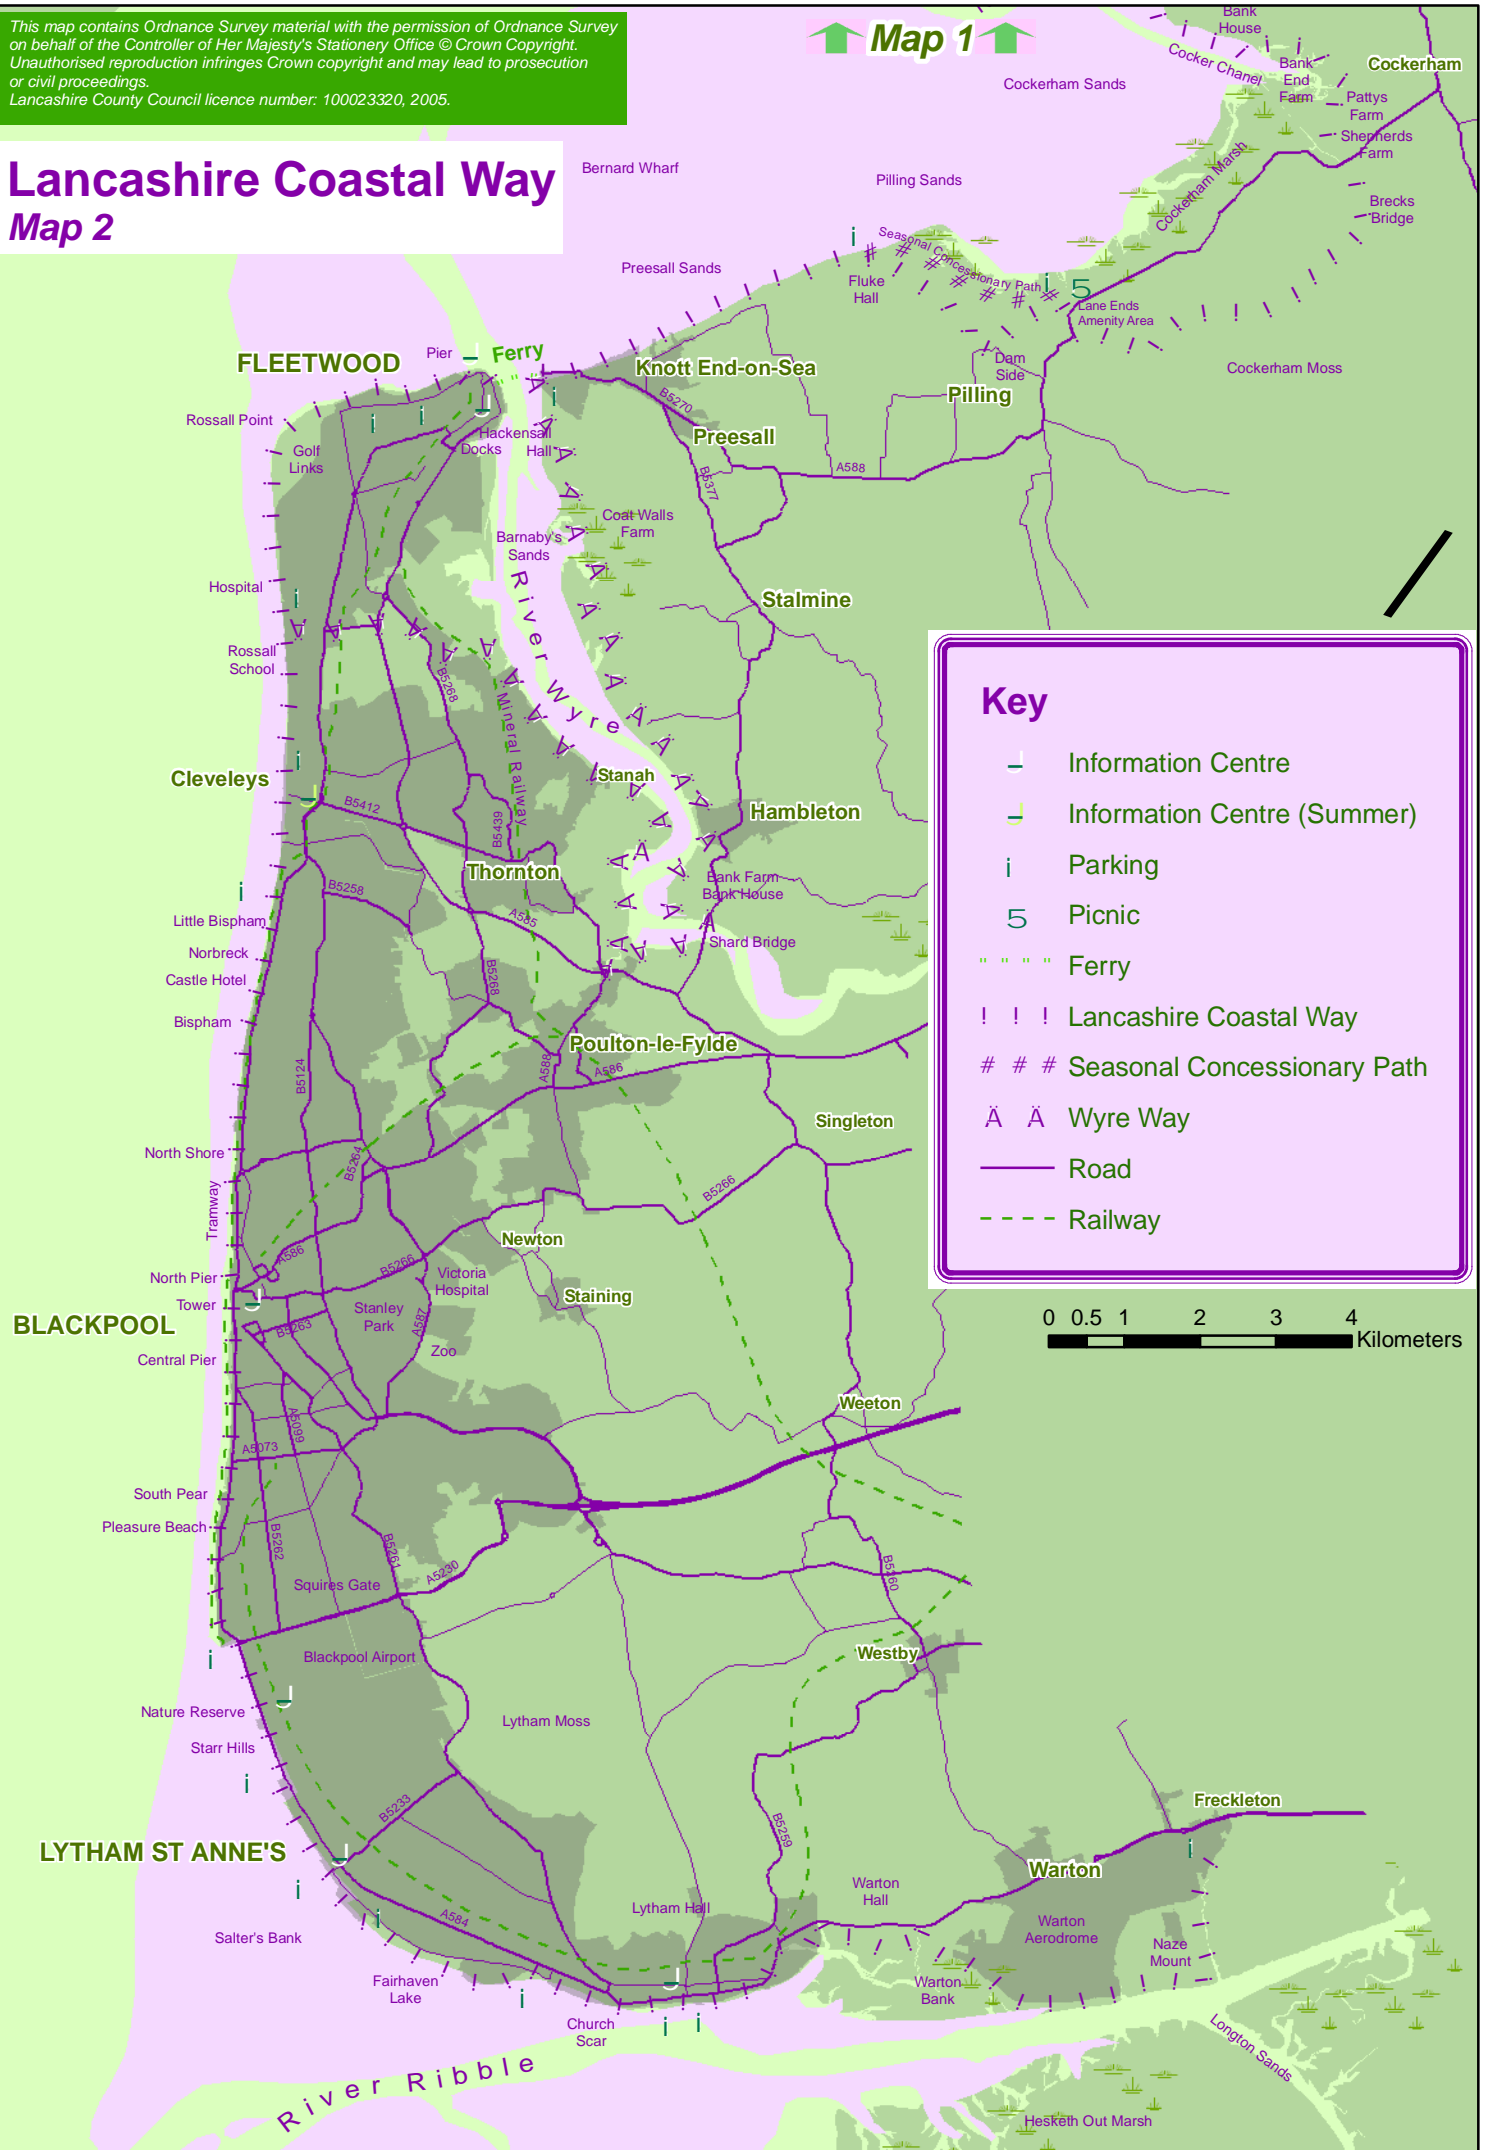 This map contains Ordnance Survey material with the permission of Ordnance Survey
on behalf of the Controller of Her Majesty's Stationery Office © Crown Copyright.
Unauthorised reproduction infringes Crown copyright and may lead to prosecution
or civil proceedings.
Lancashire County Council licence number: 100023320, 2005.
Map 1
Lancashire Coastal Way
Map 2
Bank
House
Cocker Chanel
Bank
End
Farm
Cockerham
Pattys
Farm
Shepherds
Farm
Brecks
Bridge
Cockerham Sands
Bernard Wharf
Pilling Sands
Cockerham Marsh
Seasonal Concessionary Path
Preesall Sands
Fluke
Hall
Lane Ends
Amenity Area
Dam
Side
Cockerham Moss
FLEETWOOD
Pier
Ferry
Knott End-on-Sea
B5270
Pilling
Preesall
A588
B5377
Rossall Point
Golf
Links
Docks
Hackensall
Hall
Coat Walls
Farm
Barnaby's
Sands
River Wyre
Hospital
Stalmine
Rossall
School
B5268
Mineral Railway
Cleveleys
Stanah
B5412
B5439
Hambleton
Thornton
B5258
Bank Farm
Bank House
A585
Little Bispham
Norbreck
Castle Hotel
Bispham
B5268
Shard Bridge
Poulton-le-Fylde
A588
A586
B5124
Singleton
North Shore
B5264
Tramway
B5266
Newton
A586
B5266
Victoria
Hospital
North Pier
Tower
Stanley
Park
Staining
BLACKPOOL
B5263
A587
Zoo
Central Pier
Weeton
A5099
A5073
South Pear
Pleasure Beach
B5262
B5261
A5230
B5260
Squires Gate
Blackpool Airport
Westby
Nature Reserve
Lytham Moss
Starr Hills
B5233
Freckleton
B5259
LYTHAM ST ANNE'S
Warton
Warton
Hall
Lytham Hall
A584
Salter's Bank
Warton
Aerodrome
Naze
Mount
Fairhaven
Lake
Warton
Bank
Church
Scar
Longton Sands
River Ribble
Hesketh Out Marsh
Key
Information Centre
Information Centre (Summer)
i Parking
5 Picnic
" " " " Ferry
! ! ! Lancashire Coastal Way
# # # Seasonal Concessionary Path
Ä Ä Wyre Way
Road
Railway
0 0.5 1 2 3 4
Kilometers